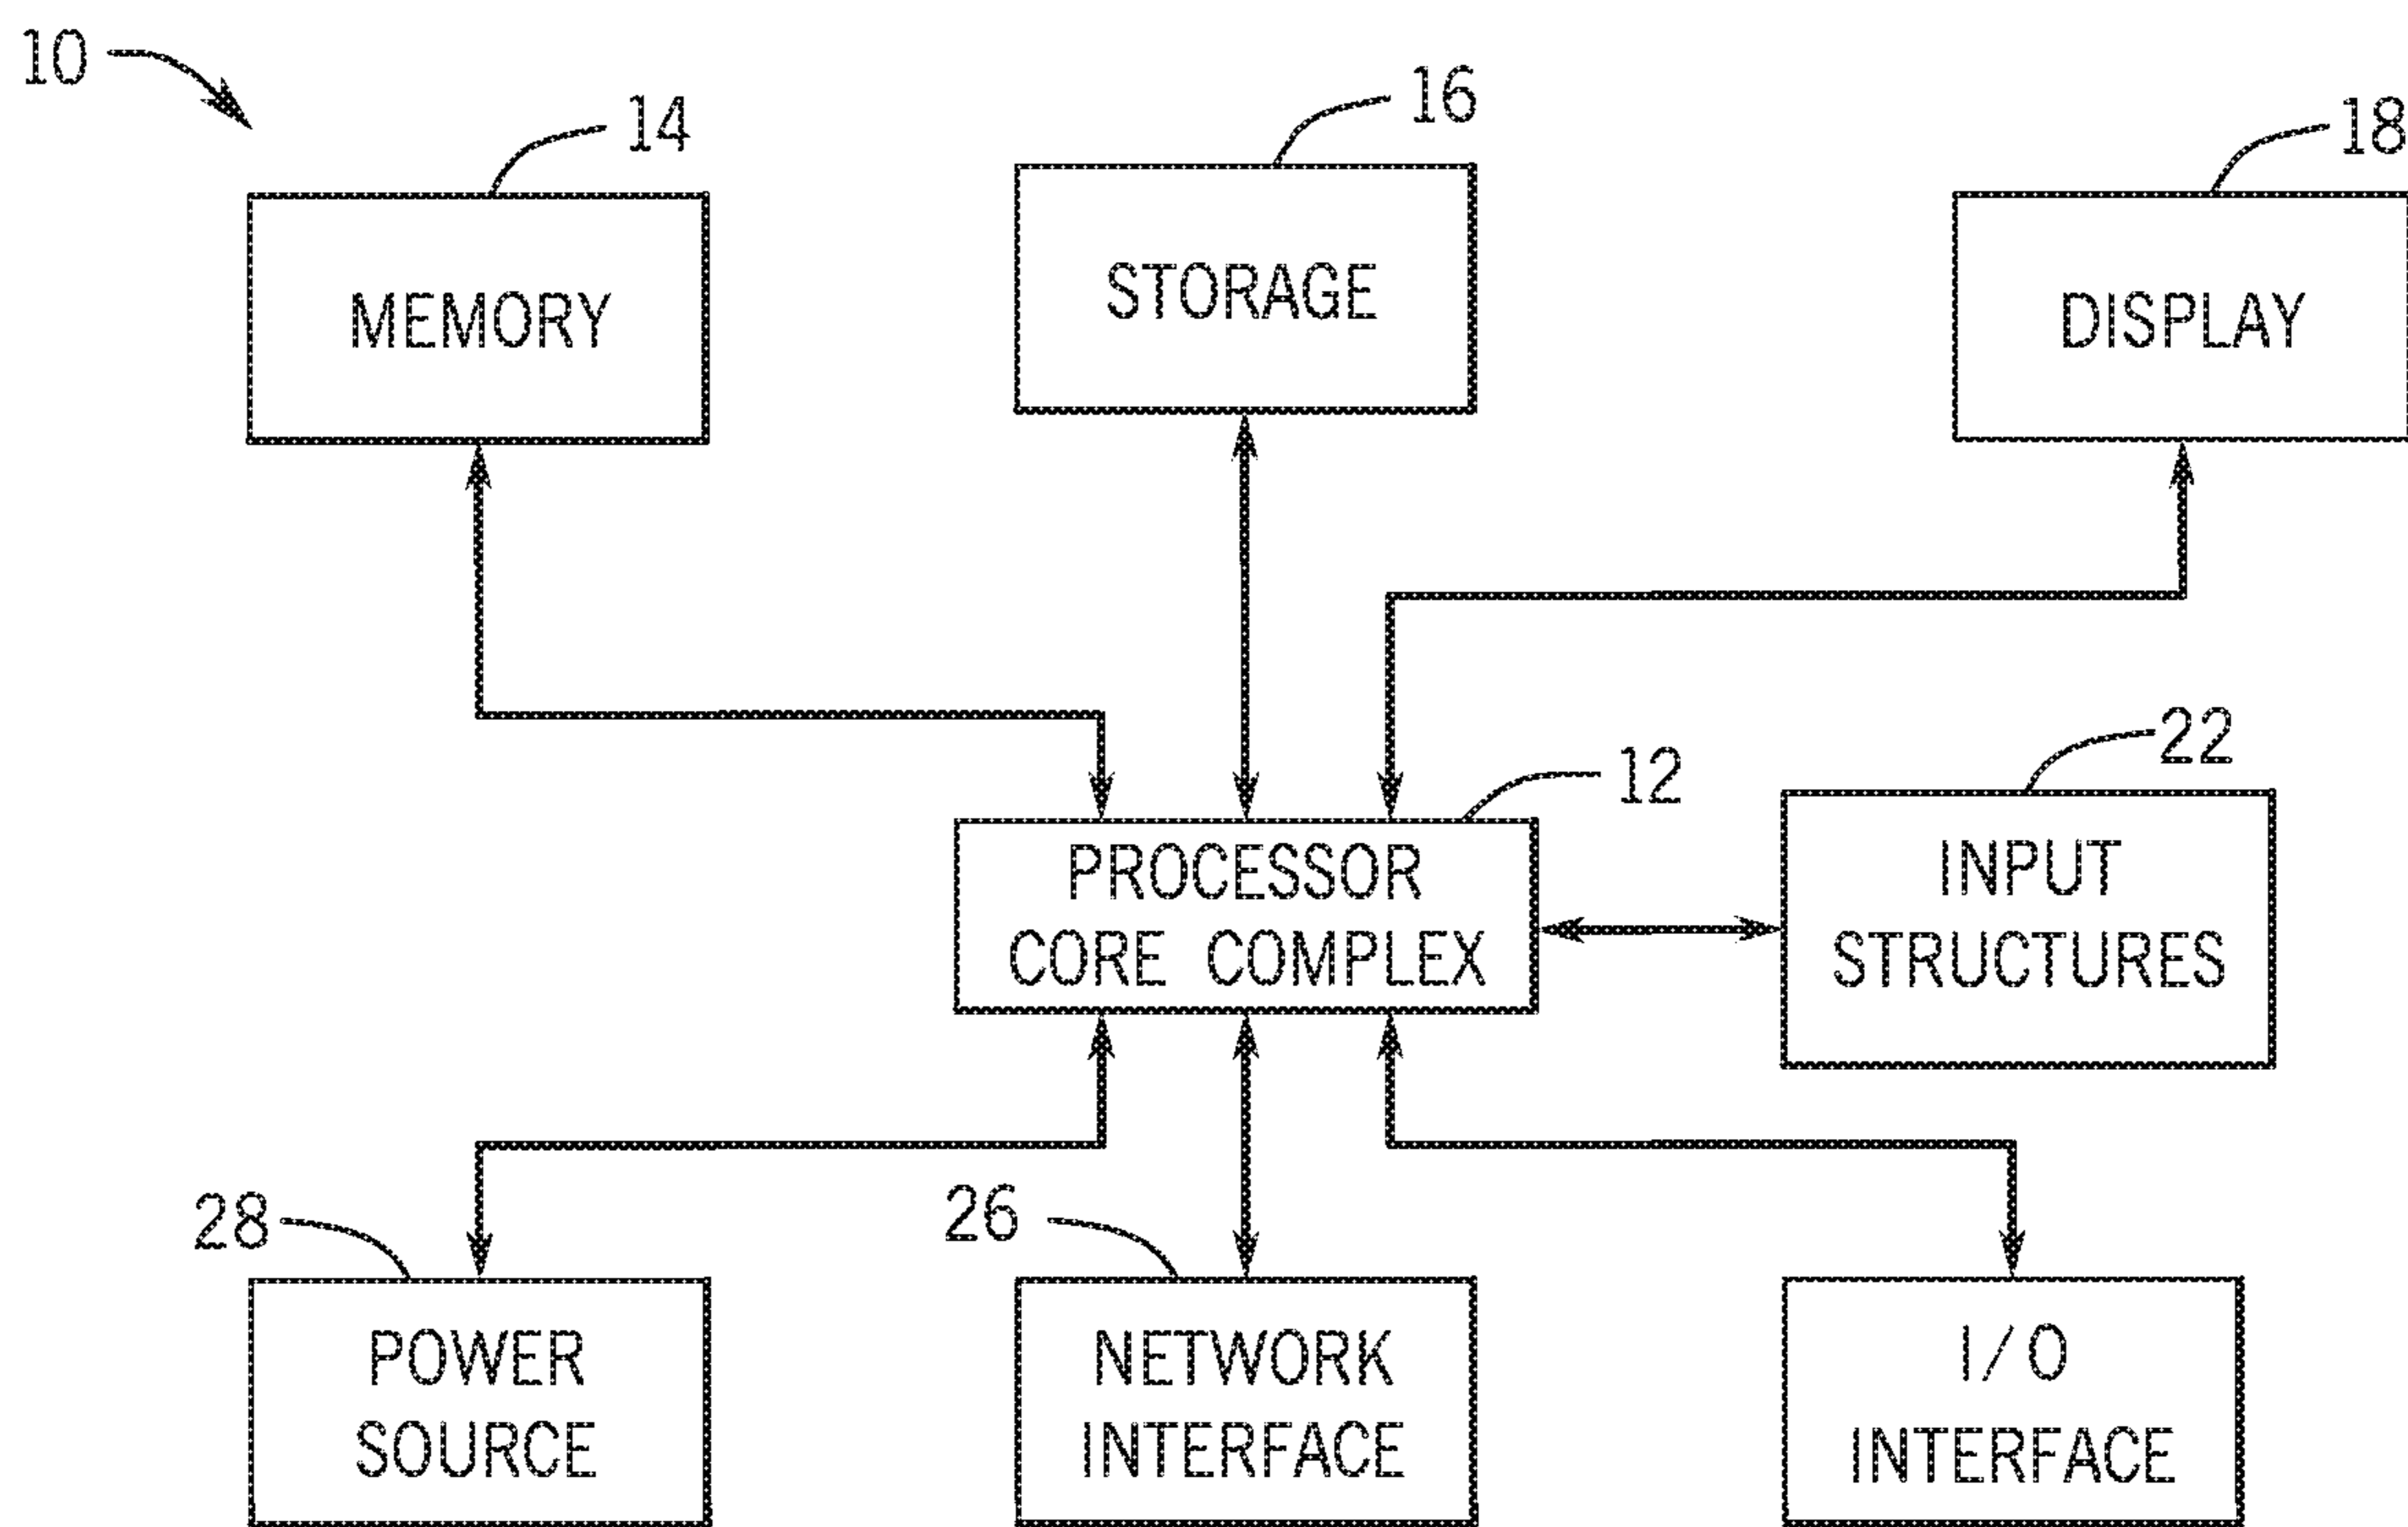 10
14
16
18
MEMORY
STORAGE
DISPLAY
12
22
PROCESSOR
CORE COMPLEX
INPUT
STRUCTURES
28
26
POWER
SOURCE
NETWORK
INTERFACE
I/O
INTERFACE